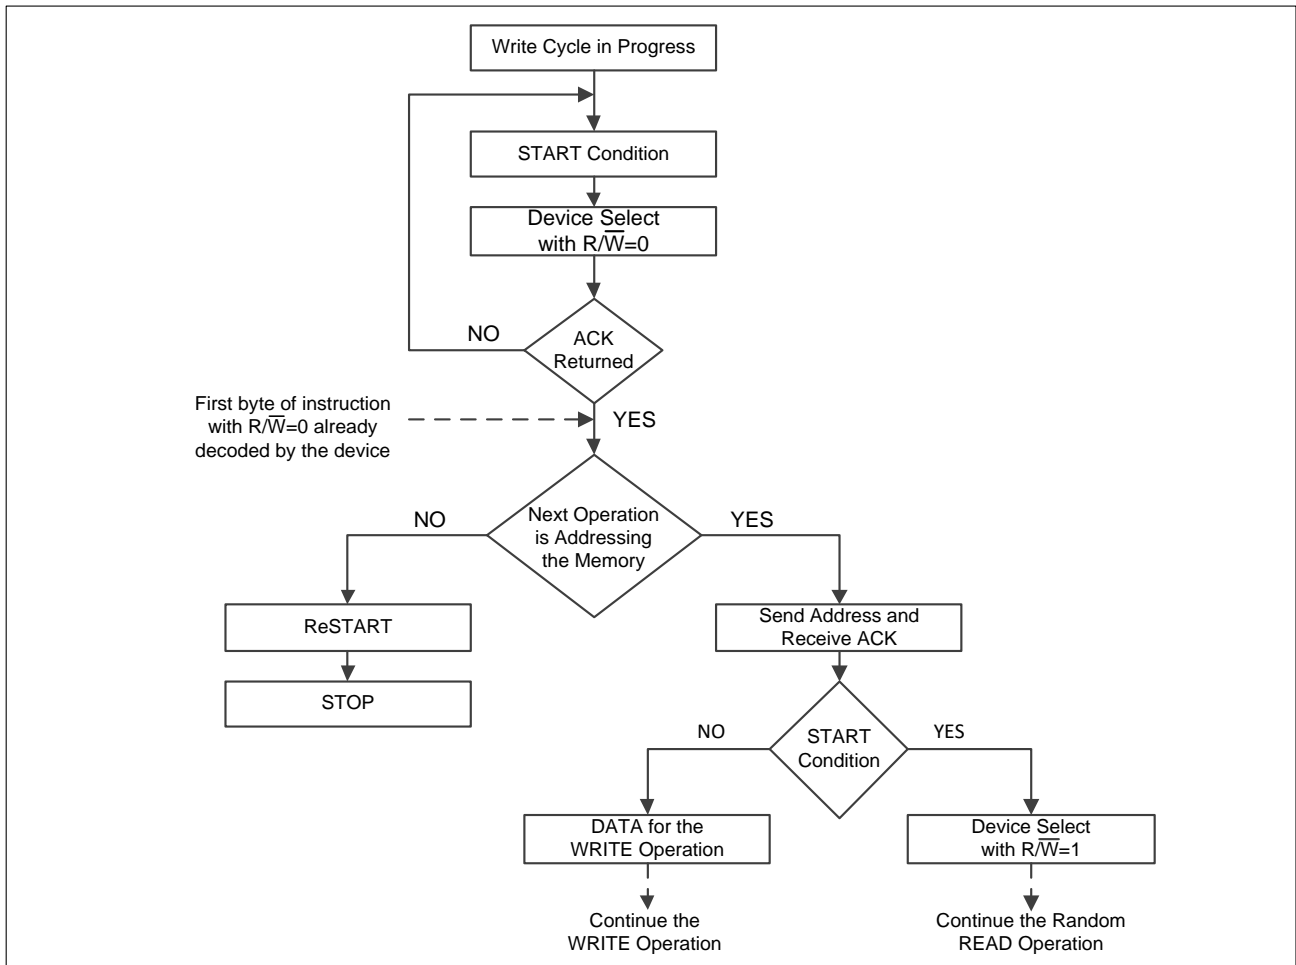 Write Cycle in Progress
START Condition
Device Select
with R/W̅=0
NO
ACK
Returned
First byte of instruction
with R/W̅=0 already
decoded by the device
YES
NO
Next Operation
is Addressing
the Memory
YES
ReSTART
Send Address and
Receive ACK
STOP
NO
START
Condition
YES
DATA for the
WRITE Operation
Device Select
with R/W̅=1
Continue the
WRITE Operation
Continue the Random
READ Operation